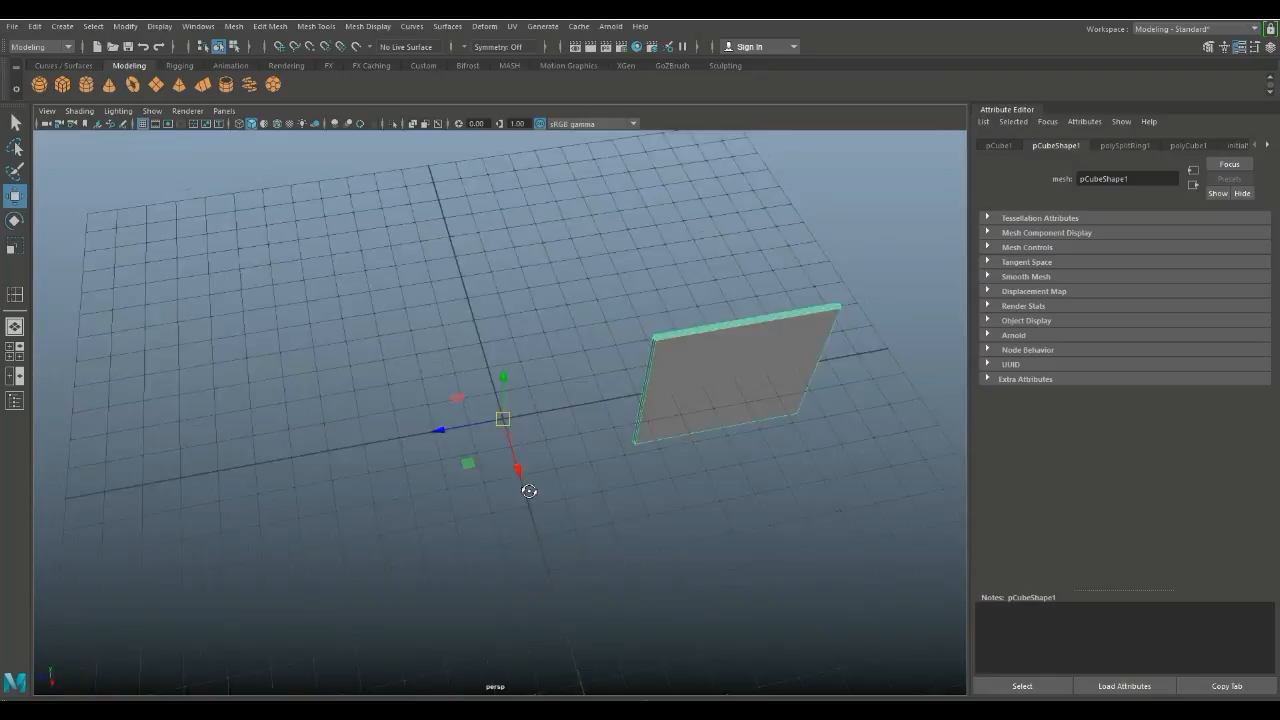 File Edit Create Select Modify Display Windows Mesh Edit Mesh Mesh Tools Mesh Display Curves Surfaces Deform UV Generate Cache Arnold Help
Workspace : Modeling - Standard*
Modeling No Live Surface Symmetry: Off Sign In
Curves / Surfaces Modeling Rigging Animation Rendering FX FX Caching Custom Bifrost MASH Motion Graphics XGen GoZBrush Sculpting
View Shading Lighting Show Renderer Panels
0.00 1.00 sRGB gamma
persp
Attribute Editor
List Selected Focus Attributes Show Help
pCube1 pCubeShape1 polySplitRing1 polyCube1 initial
Focus
mesh: pCubeShape1 Presets
Show Hide
Tessellation Attributes
Mesh Component Display
Mesh Controls
Tangent Space
Smooth Mesh
Displacement Map
Render Stats
Object Display
Arnold
Node Behavior
UUID
Extra Attributes
Notes: pCubeShape1
Select Load Attributes Copy Tab